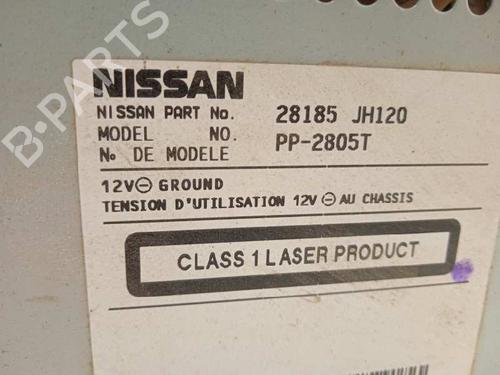 NISSAN
NISSAN PART No. 28185 JH120
MODEL NO. PP-2805T
No DE MODELE
12V⊖ GROUND
TENSION D'UTILISATION 12V ⊖ AU CHASSIS
CLASS 1 LASER PRODUCT
B-PARTS